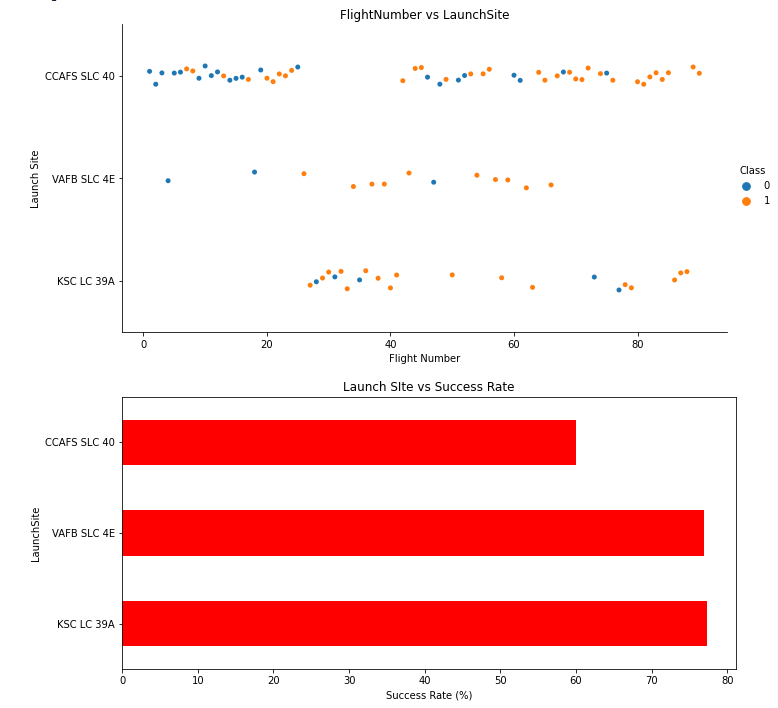 FlightNumber vs LaunchSite
CCAFS SLC 40
VAFB SLC 4E
KSC LC 39A
Launch Site
0 20 40 60 80
Flight Number
Class
0
1
Launch SIte vs Success Rate
CCAFS SLC 40
VAFB SLC 4E
KSC LC 39A
LaunchSite
0 10 20 30 40 50 60 70 80
Success Rate (%)